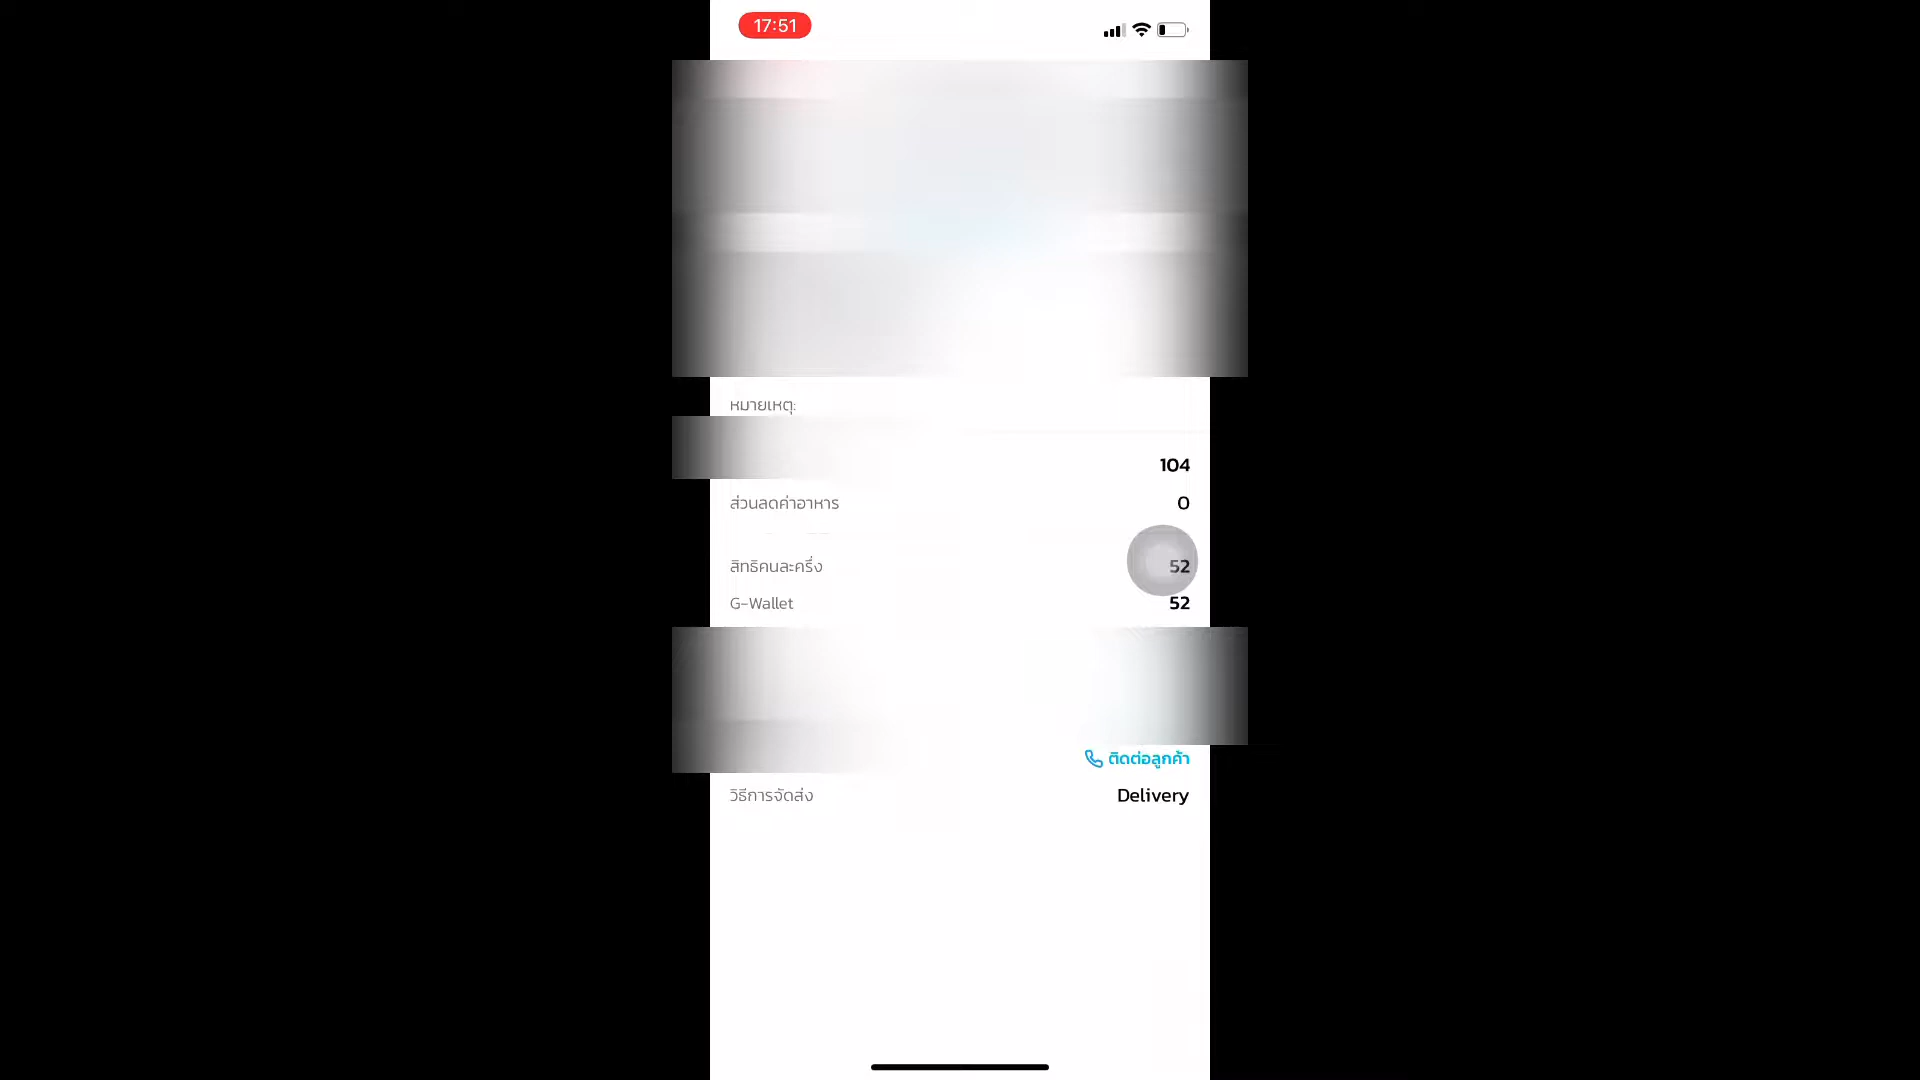 17:51
หมายเหตุ:
104
ส่วนลดค่าอาหาร 0
สิทธิคนละครึ่ง 52
G-Wallet 52
ติดต่อลูกค้า
วิธีการจัดส่ง Delivery